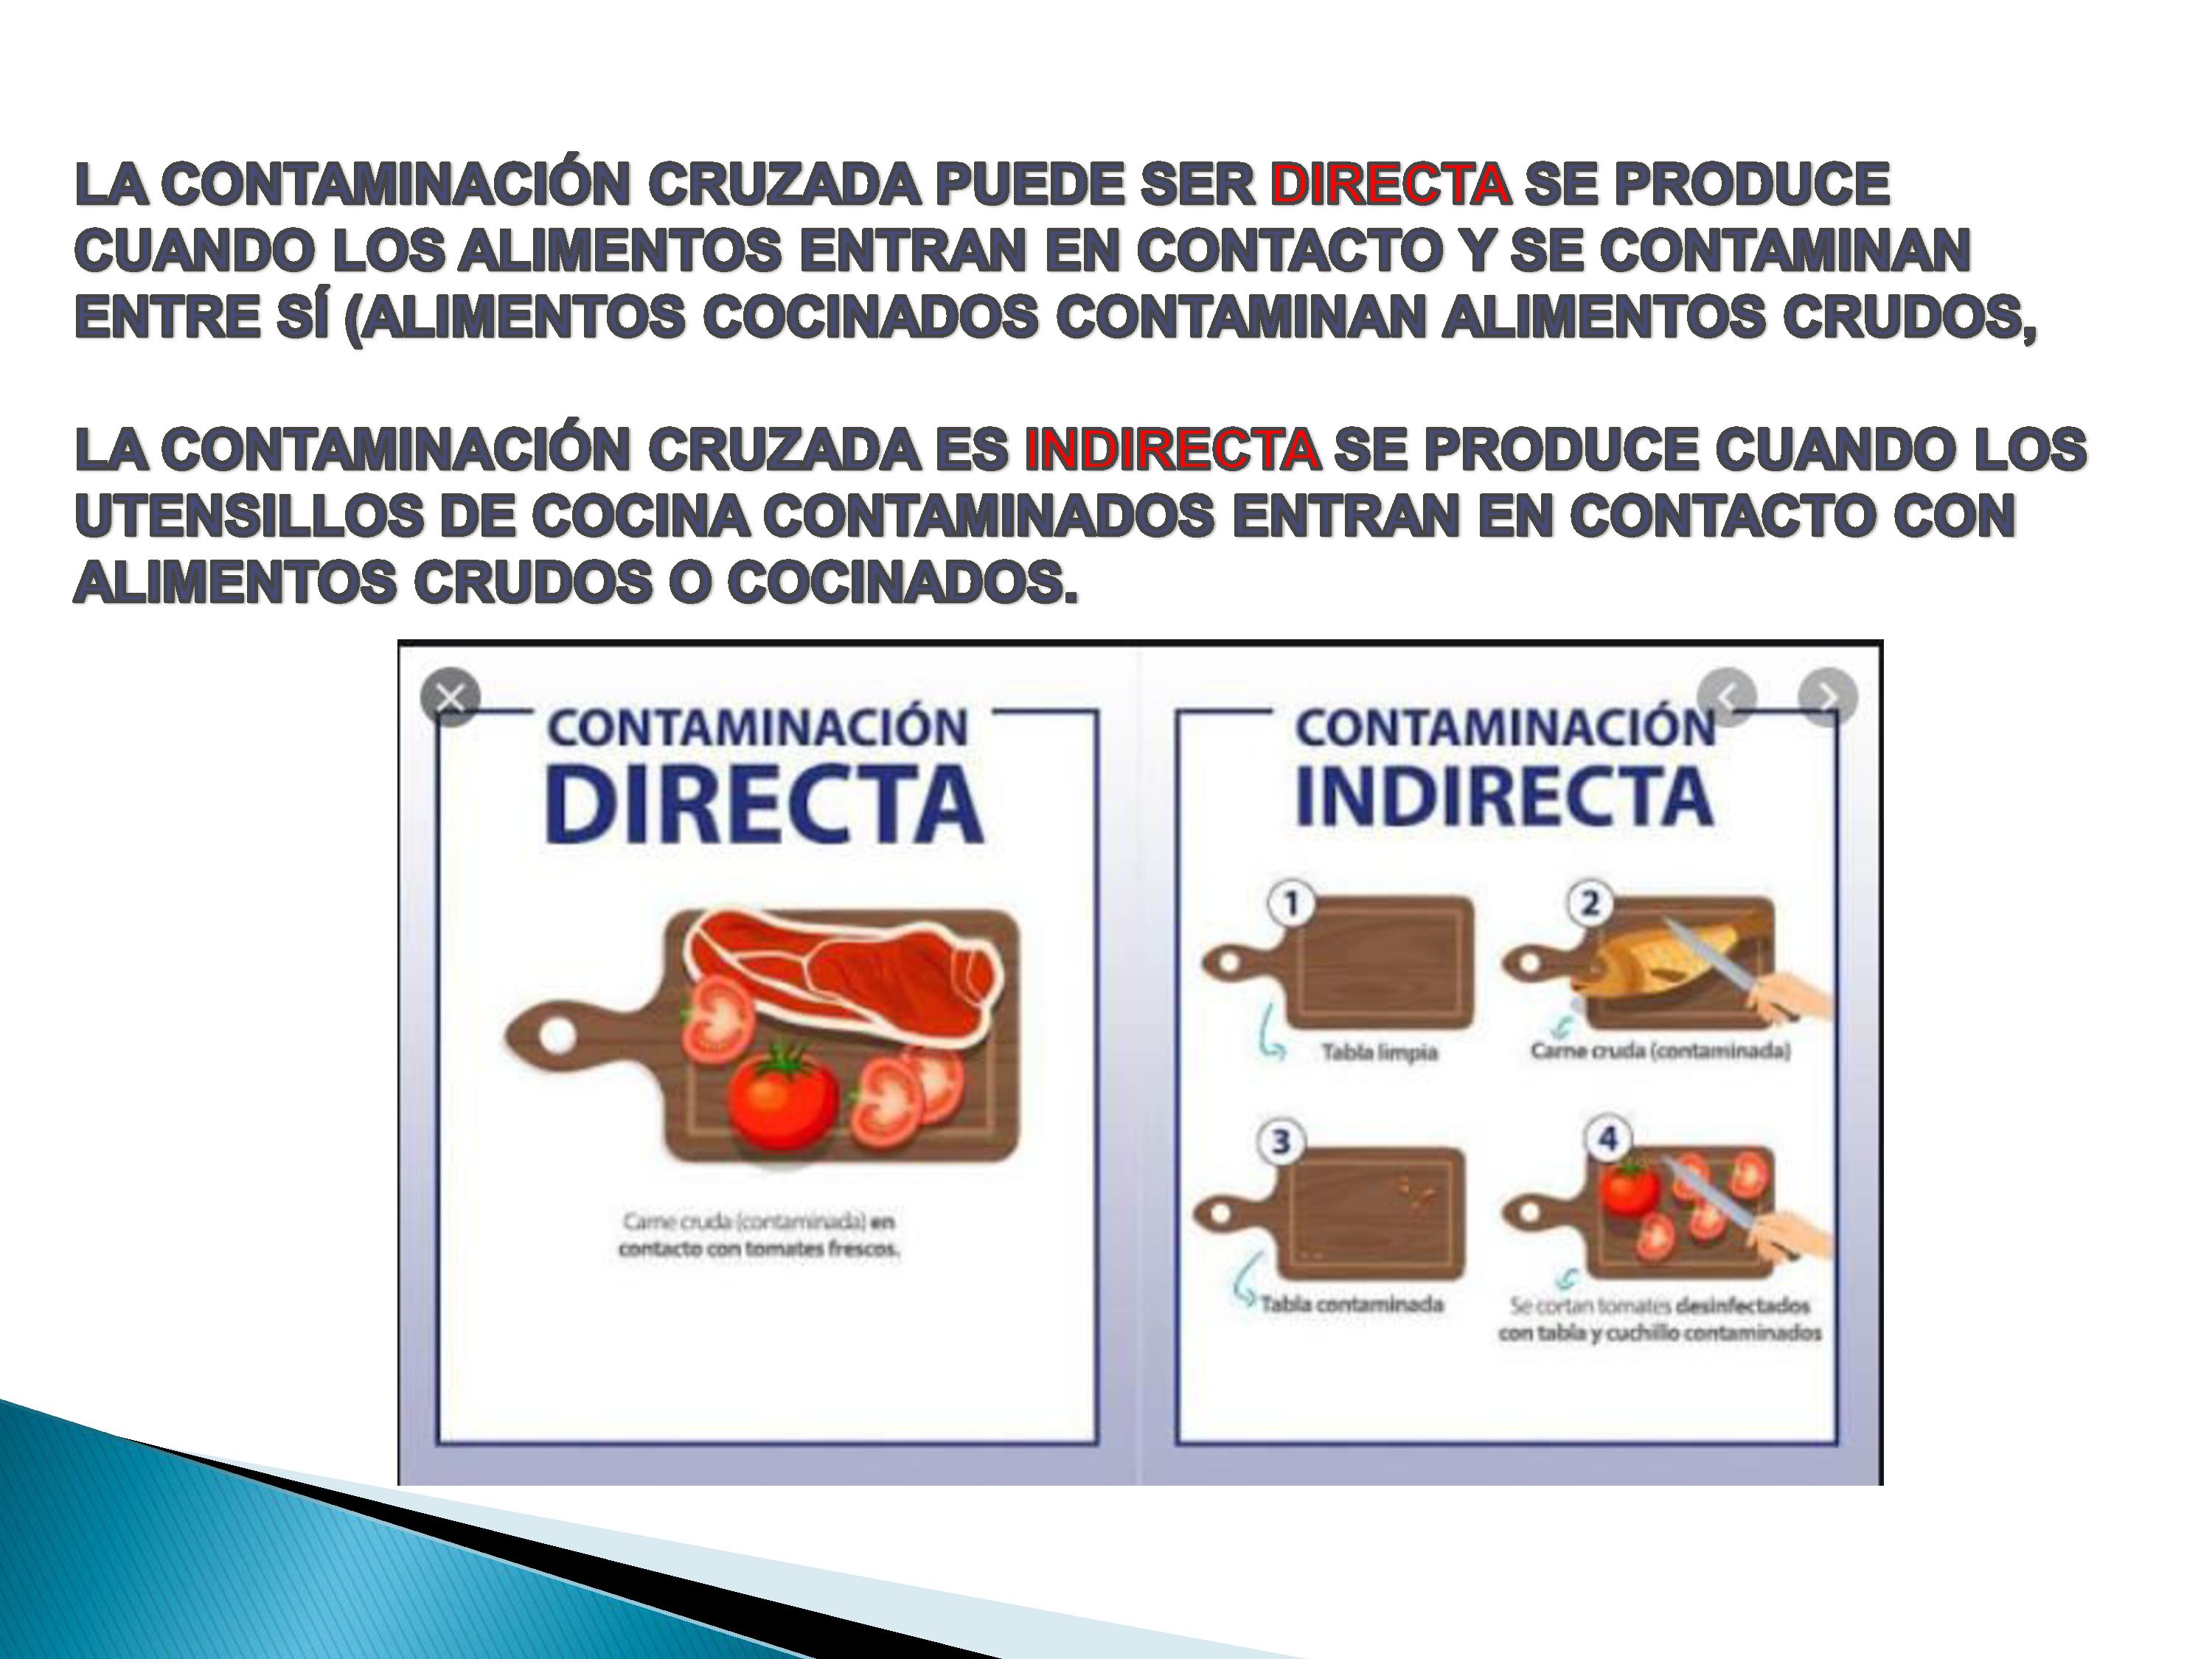 LA CONTAMINACIÓN CRUZADA PUEDE SER DIRECTA SE PRODUCE
CUANDO LOS ALIMENTOS ENTRAN EN CONTACTO Y SE CONTAMINAN
ENTRE SÍ (ALIMENTOS COCINADOS CONTAMINAN ALIMENTOS CRUDOS,
LA CONTAMINACIÓN CRUZADA ES INDIRECTA SE PRODUCE CUANDO LOS
UTENSILLOS DE COCINA CONTAMINADOS ENTRAN EN CONTACTO CON
ALIMENTOS CRUDOS O COCINADOS.
CONTAMINACIÓN
DIRECTA
Carne cruda (contaminada) en
contacto con tomates frescos.
CONTAMINACIÓN
INDIRECTA
1
2
Tabla limpia
Carne cruda (contaminada)
3
4
Tabla contaminada
Se cortan tomates desinfectados
con tabla y cuchillo contaminados